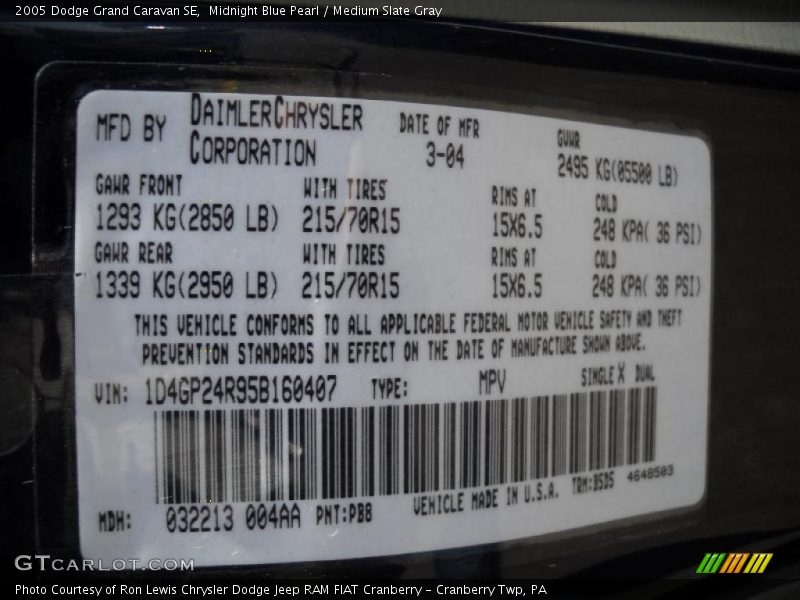 2005 Dodge Grand Caravan SE, Midnight Blue Pearl / Medium Slate Gray
MFD BY DAIMLERCHRYSLER CORPORATION DATE OF MFR 3-04 GVWR 2495 KG(05500 LB)
GAWR FRONT WITH TIRES RIMS AT COLD
1293 KG(2850 LB) 215/70R15 15X6.5 248 KPA( 36 PSI)
GAWR REAR WITH TIRES RIMS AT COLD
1339 KG(2950 LB) 215/70R15 15X6.5 248 KPA( 36 PSI)
THIS VEHICLE CONFORMS TO ALL APPLICABLE FEDERAL MOTOR VEHICLE SAFETY AND THEFT
PREVENTION STANDARDS IN EFFECT ON THE DATE OF MANUFACTURE SHOWN ABOVE.
VIN: 1D4GP24R95B160407 TYPE: MPV SINGLE X DUAL
MDH: 032213 004AA PNT:PB8 VEHICLE MADE IN U.S.A. TRM:BSD5 4648503
GTCARLOT.COM
Photo Courtesy of Ron Lewis Chrysler Dodge Jeep RAM FIAT Cranberry - Cranberry Twp, PA